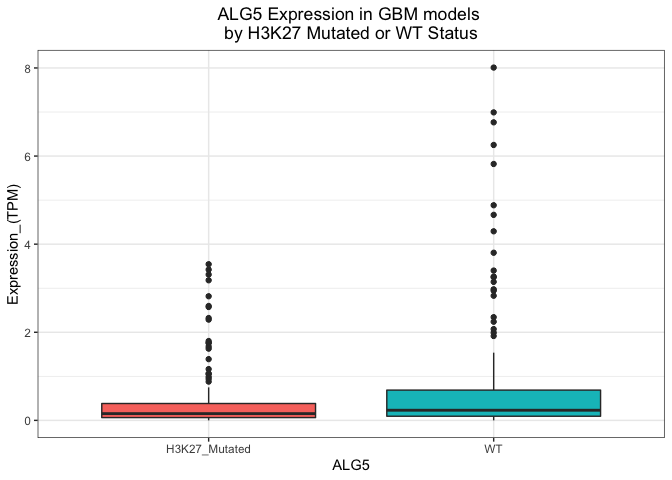 ALG5 Expression in GBM models
by H3K27 Mutated or WT Status
Expression_(TPM)
8
6
4
2
0
H3K27_Mutated
WT
ALG5